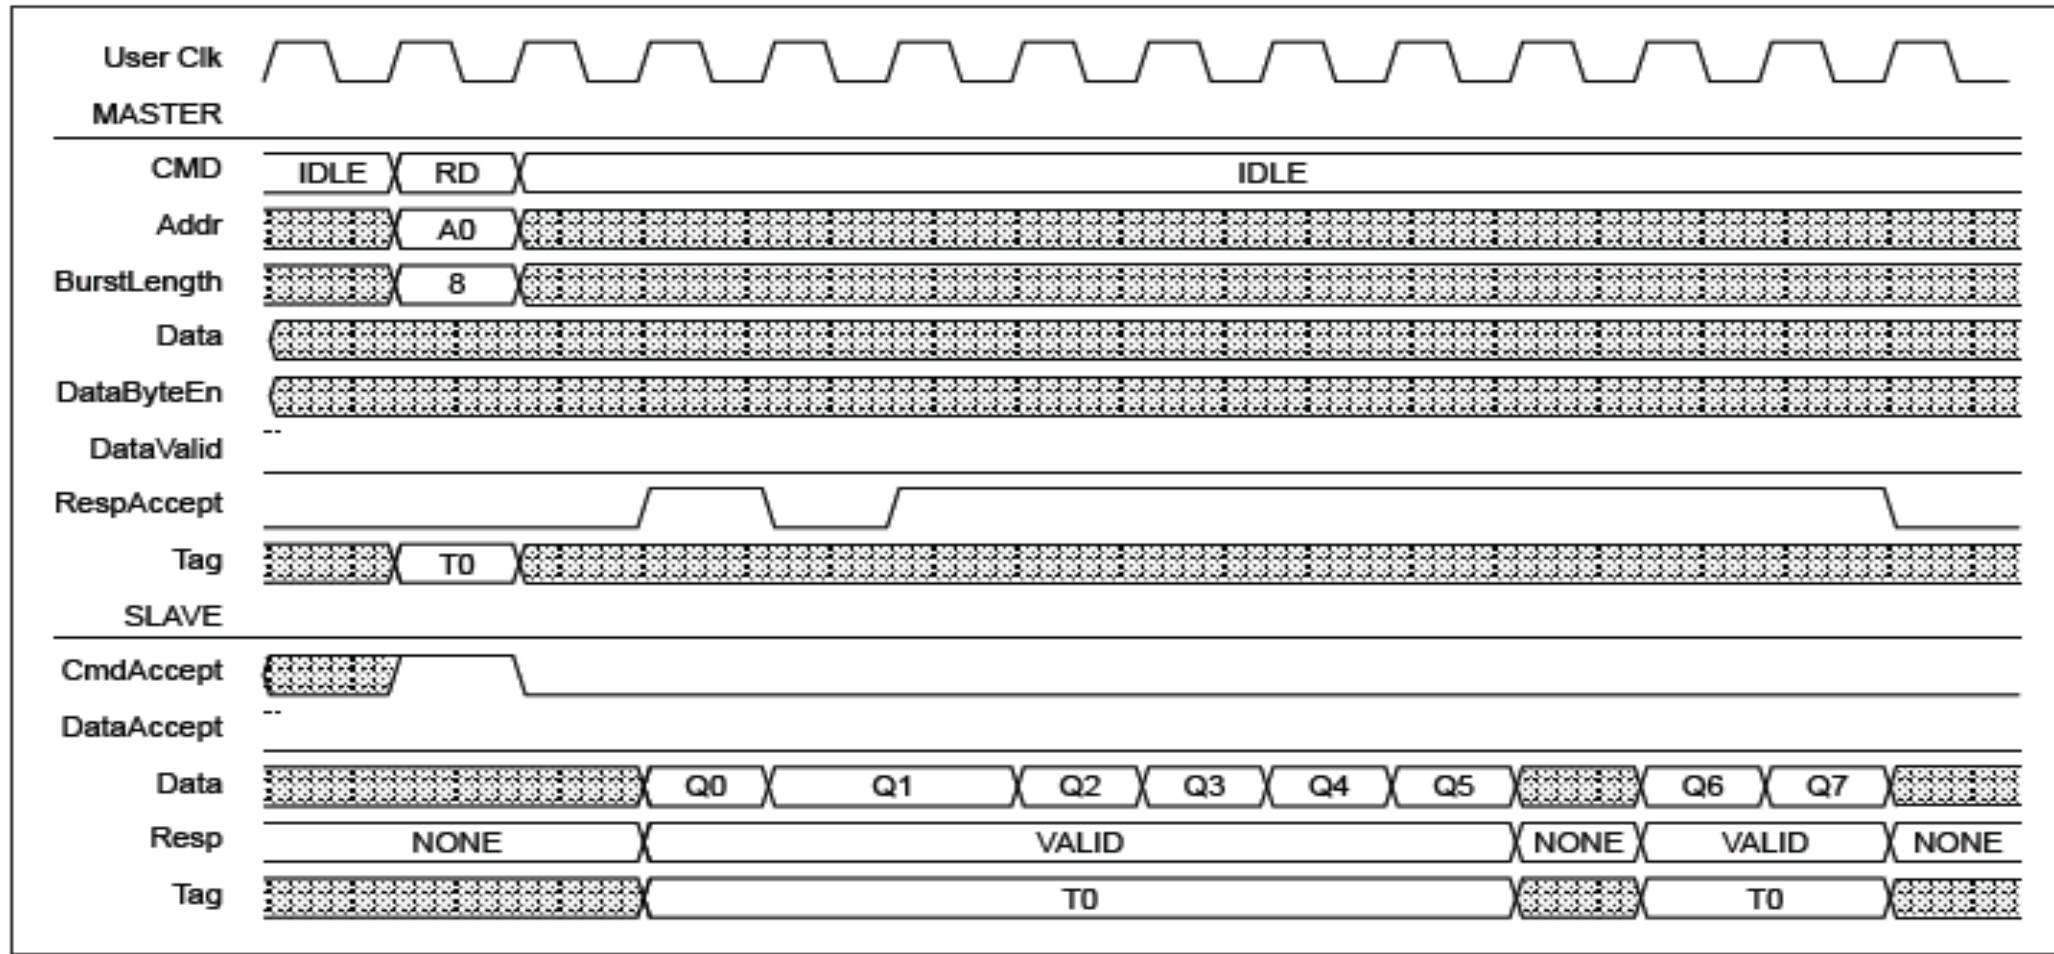 User Clk
MASTER
CMD IDLE RD IDLE
Addr A0
BurstLength 8
Data
DataByteEn
DataValid
RespAccept
Tag T0
SLAVE
CmdAccept
DataAccept
Data Q0 Q1 Q2 Q3 Q4 Q5 Q6 Q7
Resp NONE VALID NONE VALID NONE
Tag T0 T0